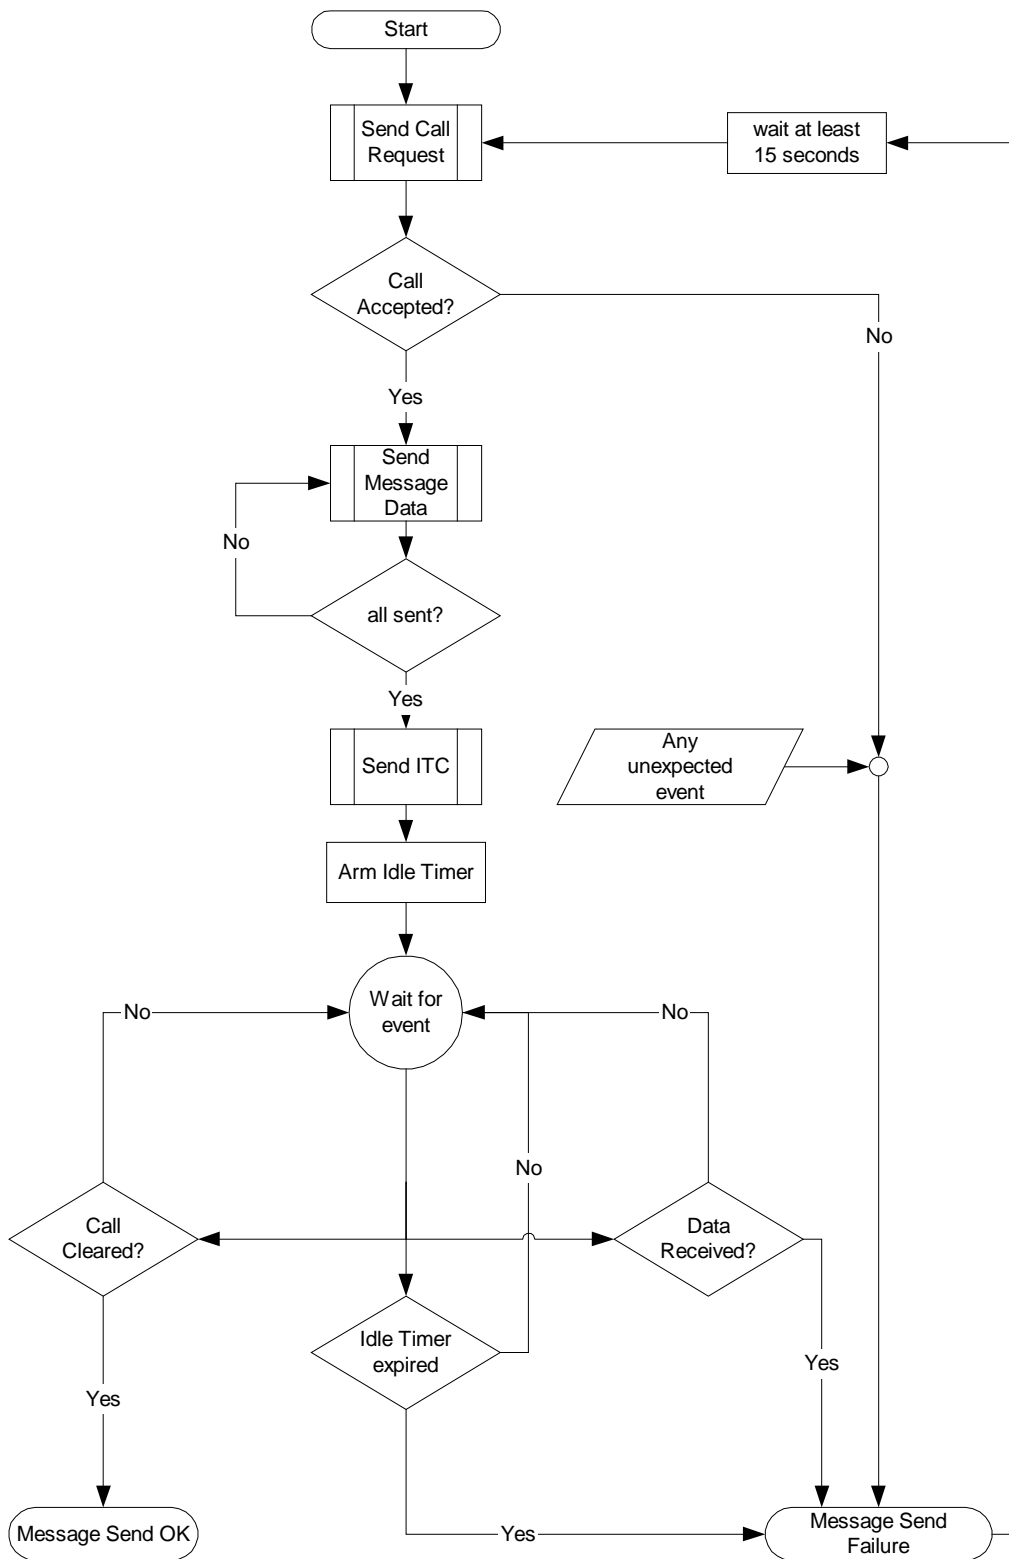 Start
Send Call
Request
wait at least
15 seconds
Call
Accepted?
No
Yes
Send
Message
Data
No
all sent?
Yes
Send ITC
Any
unexpected
event
Arm Idle Timer
Wait for
event
No
No
No
Call
Cleared?
Data
Received?
Idle Timer
expired
Yes
Yes
Message Send OK
Yes
Message Send
Failure